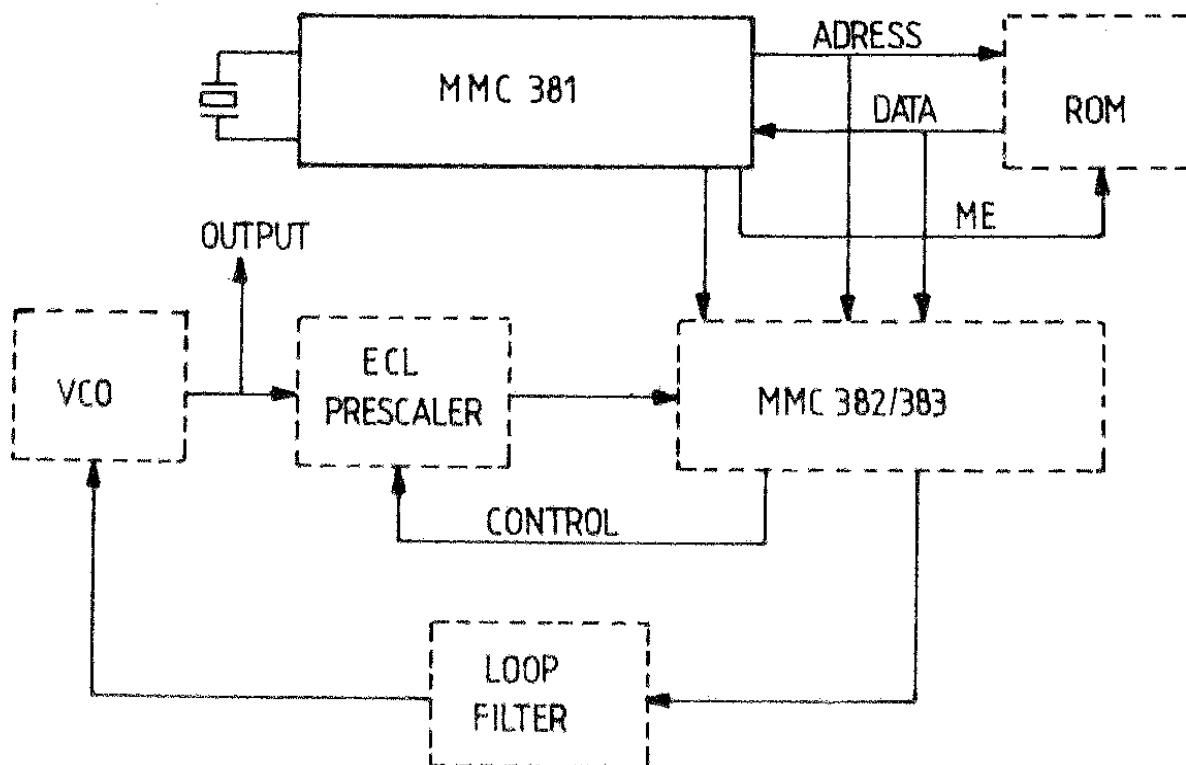 ADRESS
MMC 381
DATA
ROM
ME
OUTPUT
VCO
ECL
PRESCALER
MMC 382/383
CONTROL
LOOP
FILTER